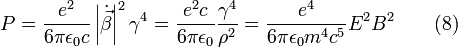 P = \frac{e^2}{6\pi\epsilon_0 c} \left| \dot{\vec{\beta}} \right|^2 \gamma^4 = \frac{e^2 c}{6\pi\epsilon_0} \frac{\gamma^4}{\rho^2} = \frac{e^4}{6\pi\epsilon_0 m^4 c^5} E^2 B^2 \qquad (8)